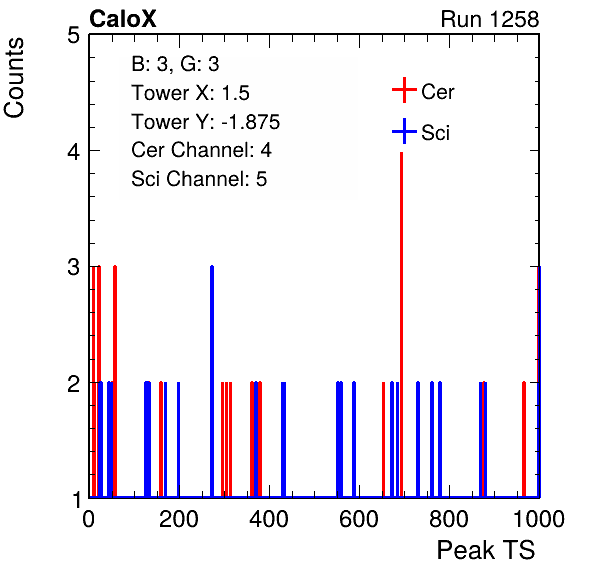 CaloX Run 1258
Counts
B: 3, G: 3
Tower X: 1.5
Tower Y: -1.875
Cer Channel: 4
Sci Channel: 5
Cer
Sci
5
4
3
2
1
0 200 400 600 800 1000
Peak TS